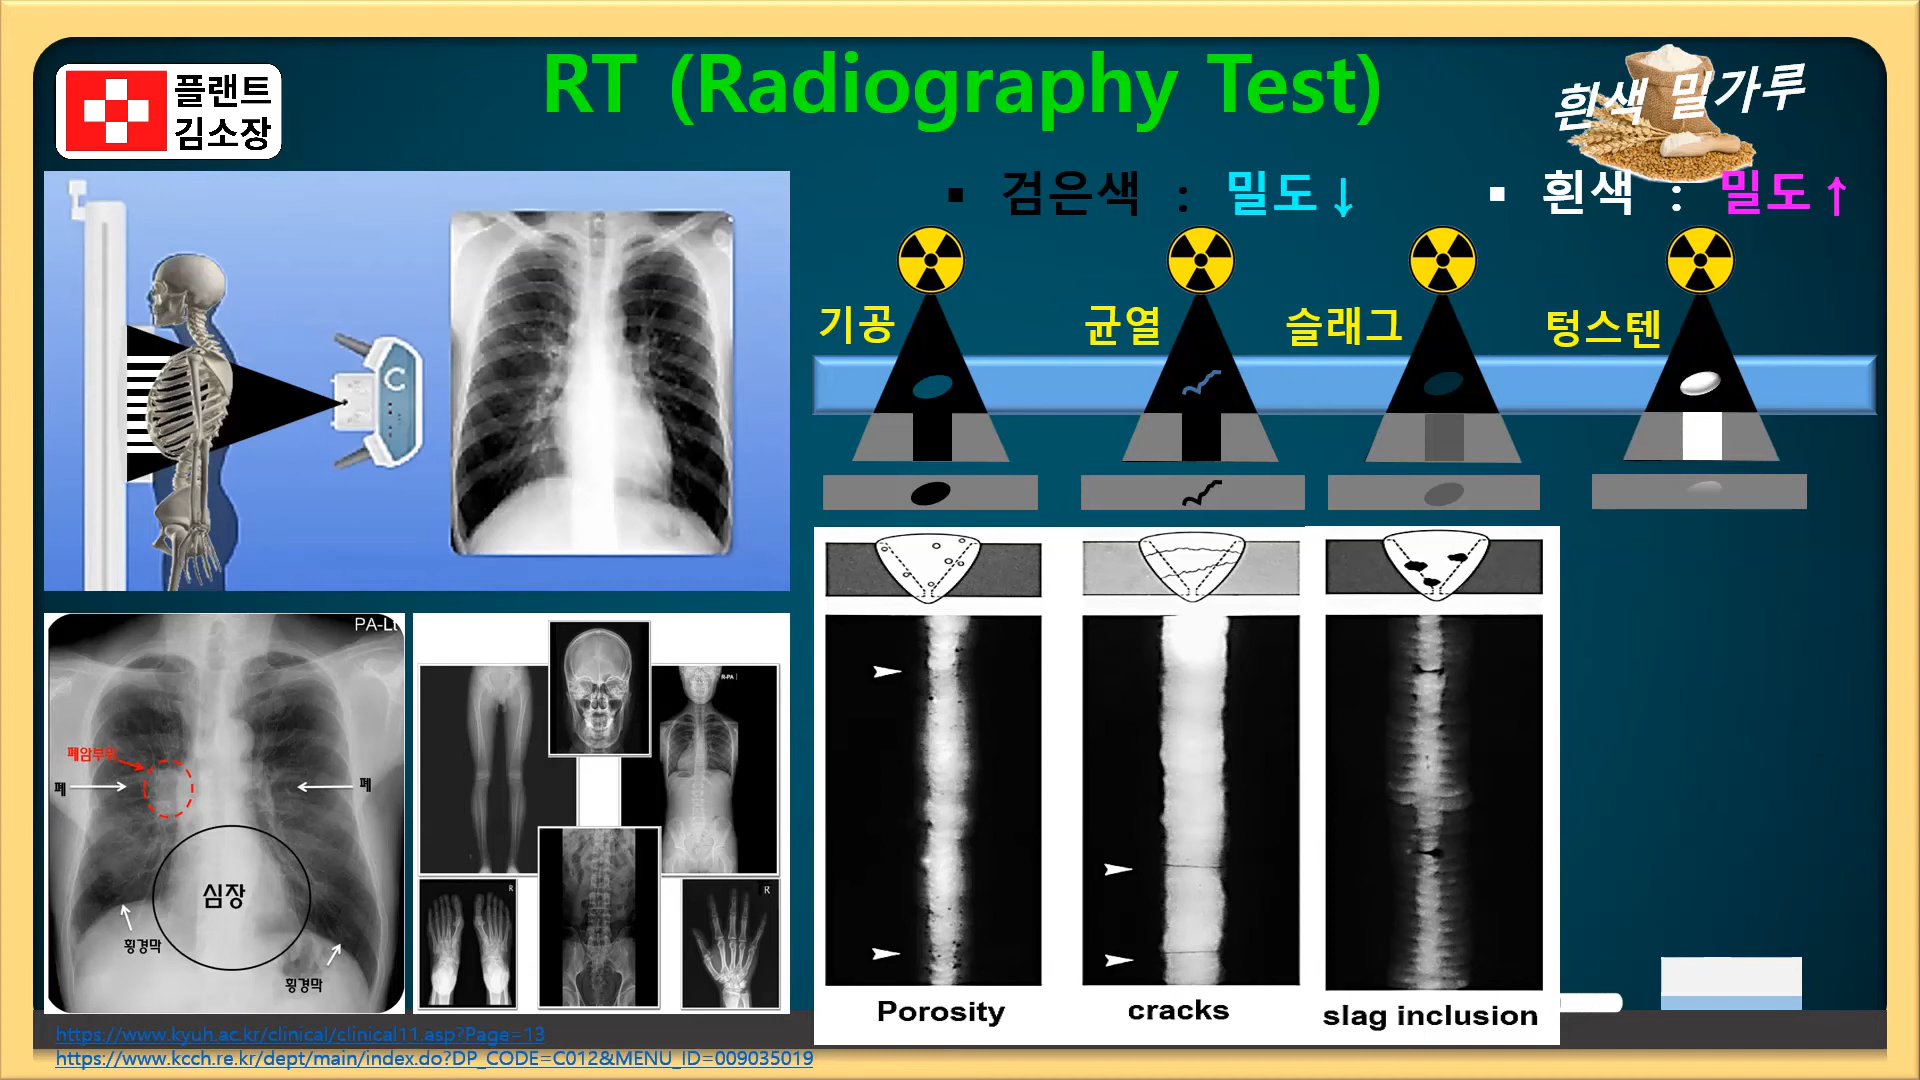 RT (Radiography Test)
플랜트
김소장
흰색 밀가루
▪ 검은색 : 밀도↓
▪ 흰색 : 밀도↑
기공
균열
슬래그
텅스텐
C
PA-Lt
폐암부위
폐
폐
심장
횡경막
횡경막
R-PA
R
R
Porosity
cracks
slag inclusion
https://www.kyuh.ac.kr/clinical/clinical11.asp?Page=13
https://www.kcch.re.kr/dept/main/index.do?DP_CODE=C012&MENU_ID=009035019